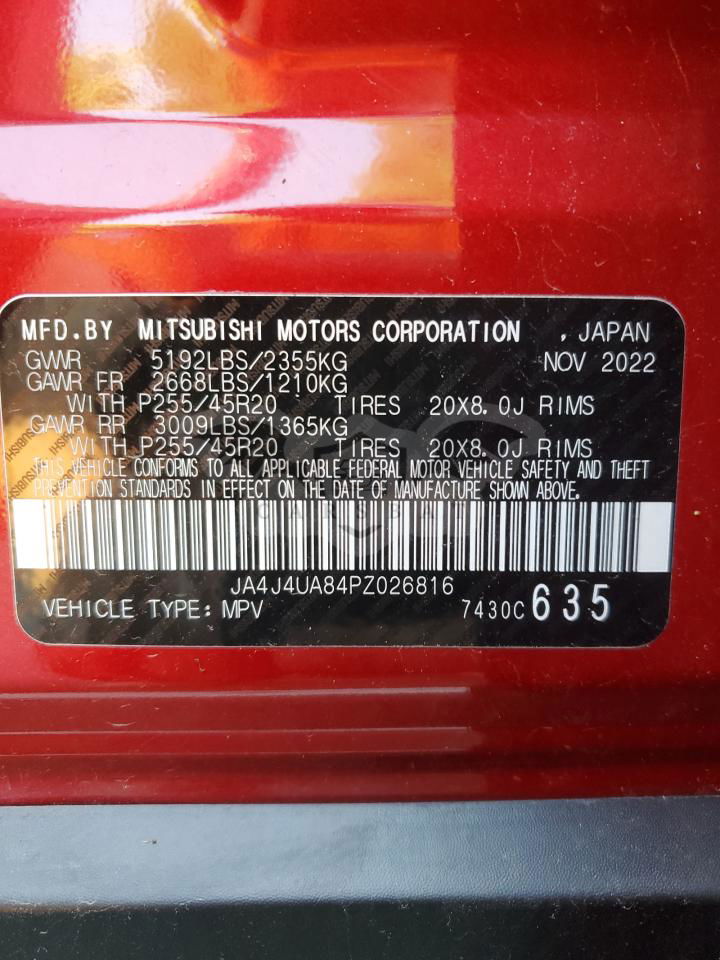 MFD.BY MITSUBISHI MOTORS CORPORATION , JAPAN
GVWR 5192LBS/2355KG NOV 2022
GAWR FR 2668LBS/1210KG
WITH P255/45R20 TIRES 20X8.0J RIMS
GAWR RR 3009LBS/1365KG
WITH P255/45R20 TIRES 20X8.0J RIMS
THIS VEHICLE CONFORMS TO ALL APPLICABLE FEDERAL MOTOR VEHICLE SAFETY AND THEFT
PREVENTION STANDARDS IN EFFECT ON THE DATE OF MANUFACTURE SHOWN ABOVE.
JA4J4UA84PZ026816
VEHICLE TYPE: MPV 7430C 635